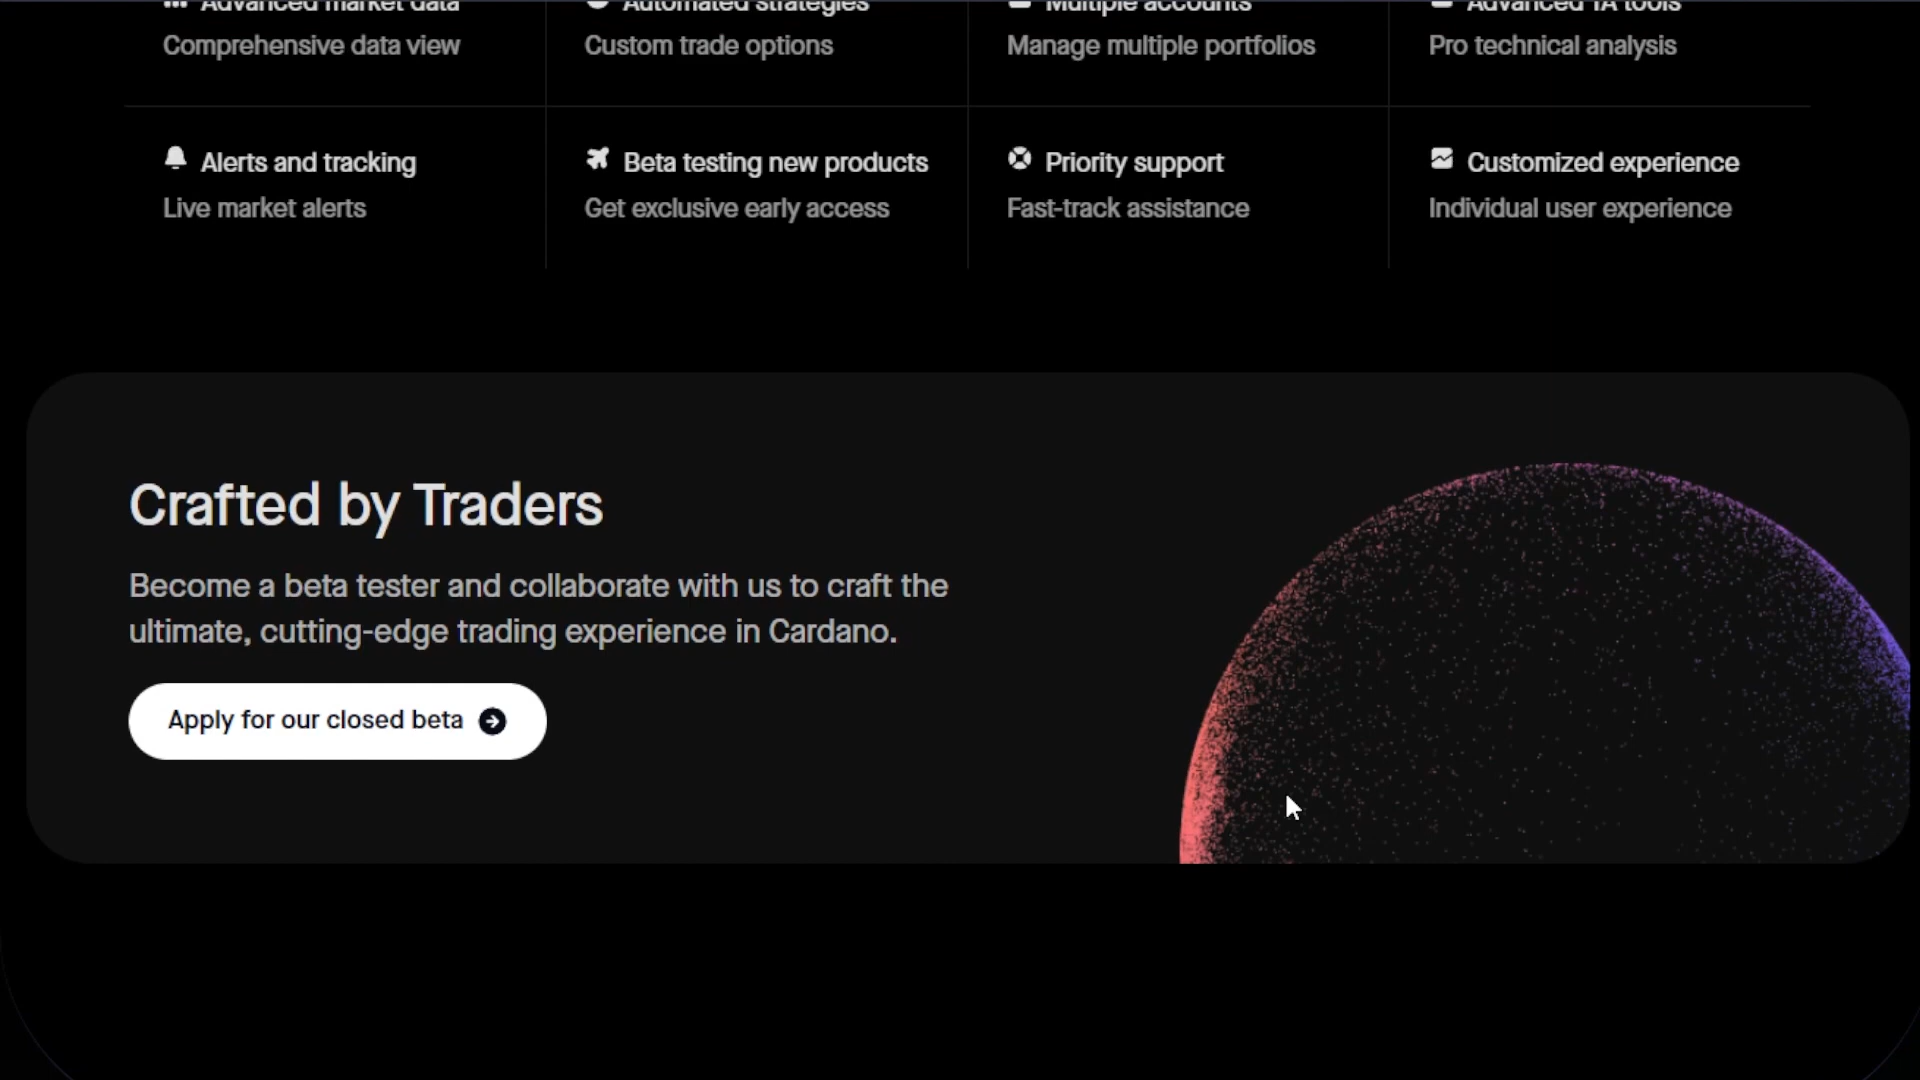 Advanced market data
Automated strategies
Multiple accounts
Advanced TA tools
Comprehensive data view
Custom trade options
Manage multiple portfolios
Pro technical analysis
Alerts and tracking
Beta testing new products
Priority support
Customized experience
Live market alerts
Get exclusive early access
Fast-track assistance
Individual user experience
Crafted by Traders
Become a beta tester and collaborate with us to craft the
ultimate, cutting-edge trading experience in Cardano.
Apply for our closed beta